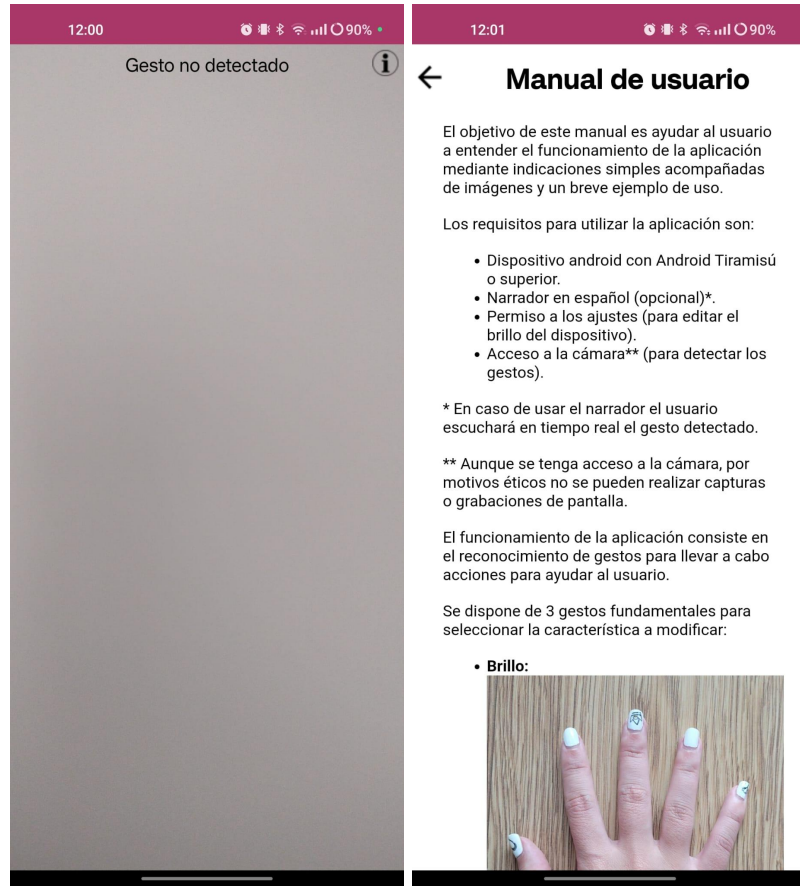 12:00
90%
Gesto no detectado
i
12:01
90%
Manual de usuario
El objetivo de este manual es ayudar al usuario
a entender el funcionamiento de la aplicación
mediante indicaciones simples acompañadas
de imágenes y un breve ejemplo de uso.
Los requisitos para utilizar la aplicación son:
• Dispositivo android con Android Tiramisú
o superior.
• Narrador en español (opcional)*.
• Permiso a los ajustes (para editar el
brillo del dispositivo).
• Acceso a la cámara** (para detectar los
gestos).
* En caso de usar el narrador el usuario
escuchará en tiempo real el gesto detectado.
** Aunque se tenga acceso a la cámara, por
motivos éticos no se pueden realizar capturas
o grabaciones de pantalla.
El funcionamiento de la aplicación consiste en
el reconocimiento de gestos para llevar a cabo
acciones para ayudar al usuario.
Se dispone de 3 gestos fundamentales para
seleccionar la característica a modificar:
• Brillo: